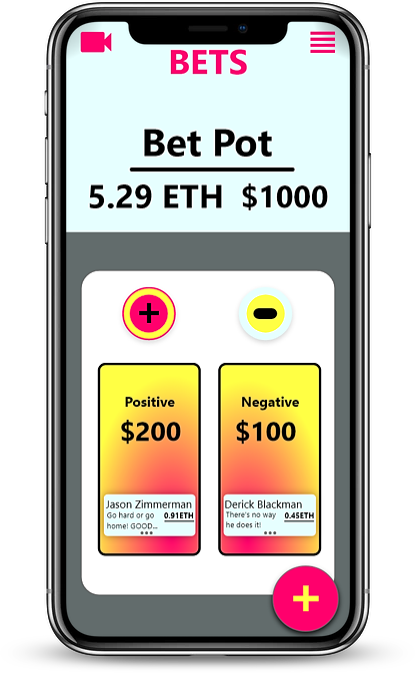 BETS
Bet Pot
5.29 ETH $1000
Positive
$200
Jason Zimmerman
Go hard or go
home! GOOD...
0.91ETH
Negative
$100
Derick Blackman
There's no way
he does it!
0.45ETH